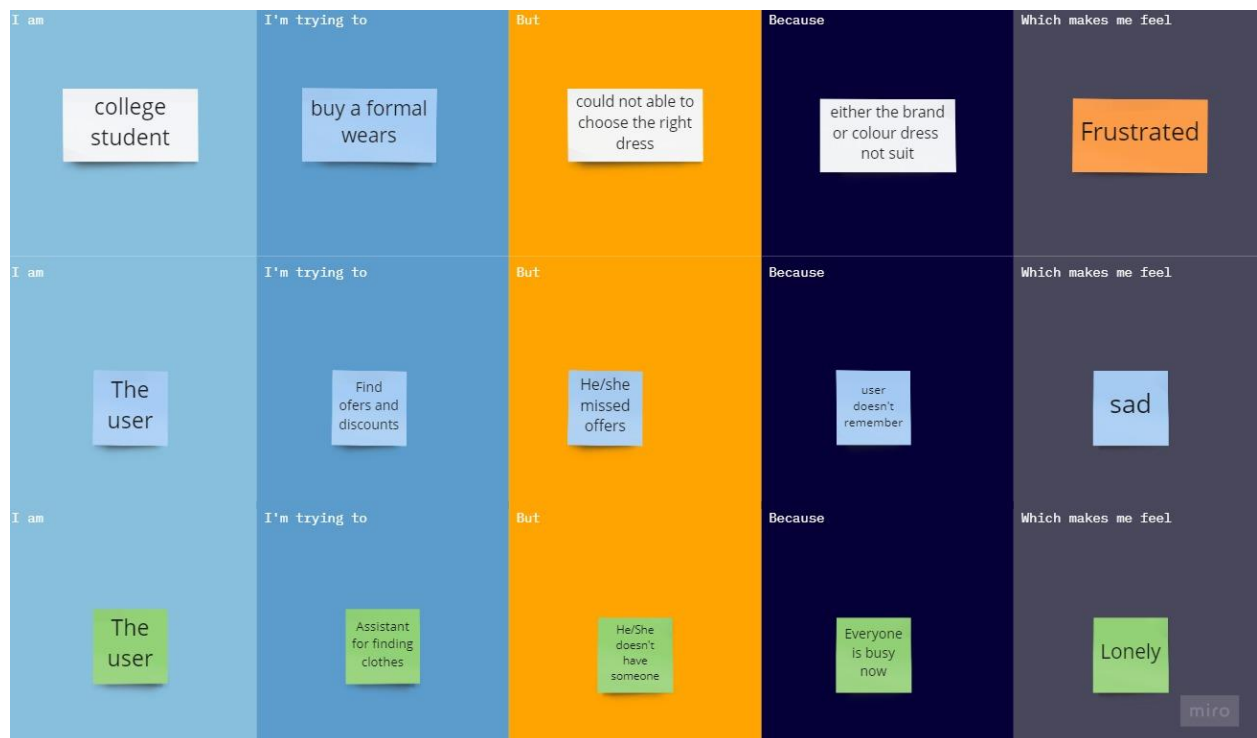 I am
I'm trying to
But
Because
Which makes me feel
college
student
buy a formal
wears
could not able to
choose the right
dress
either the brand
or colour dress
not suit
Frustrated
I am
I'm trying to
But
Because
Which makes me feel
The
user
Find
ofers and
discounts
He/she
missed
offers
user
doesn't
remember
sad
I am
I'm trying to
But
Because
Which makes me feel
The
user
Assistant
for finding
clothes
He/She
doesn't
have
someone
Everyone
is busy
now
Lonely
miro